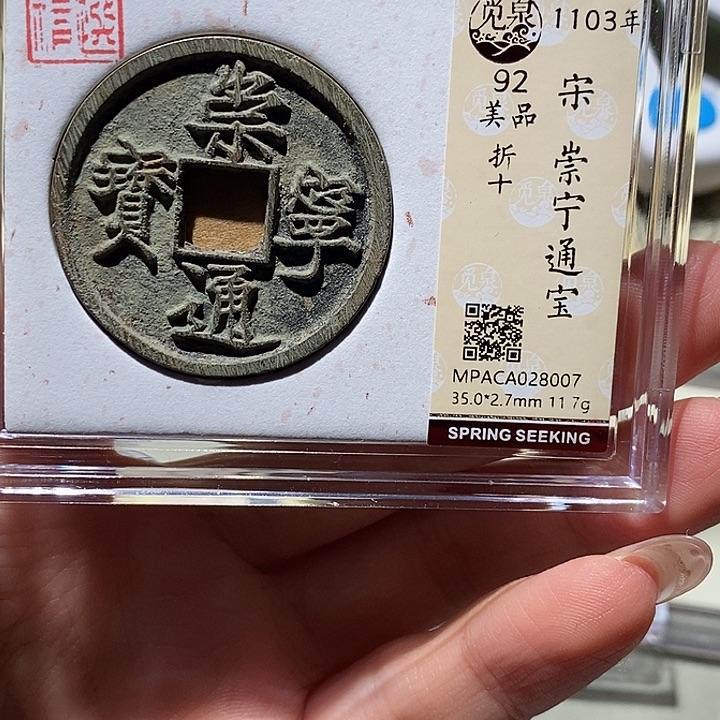 崇寧通寶
觅泉
1103年
92
美品
折十
宋 崇宁通宝
MPACA028007
35.0*2.7mm 11.7g
SPRING SEEKING